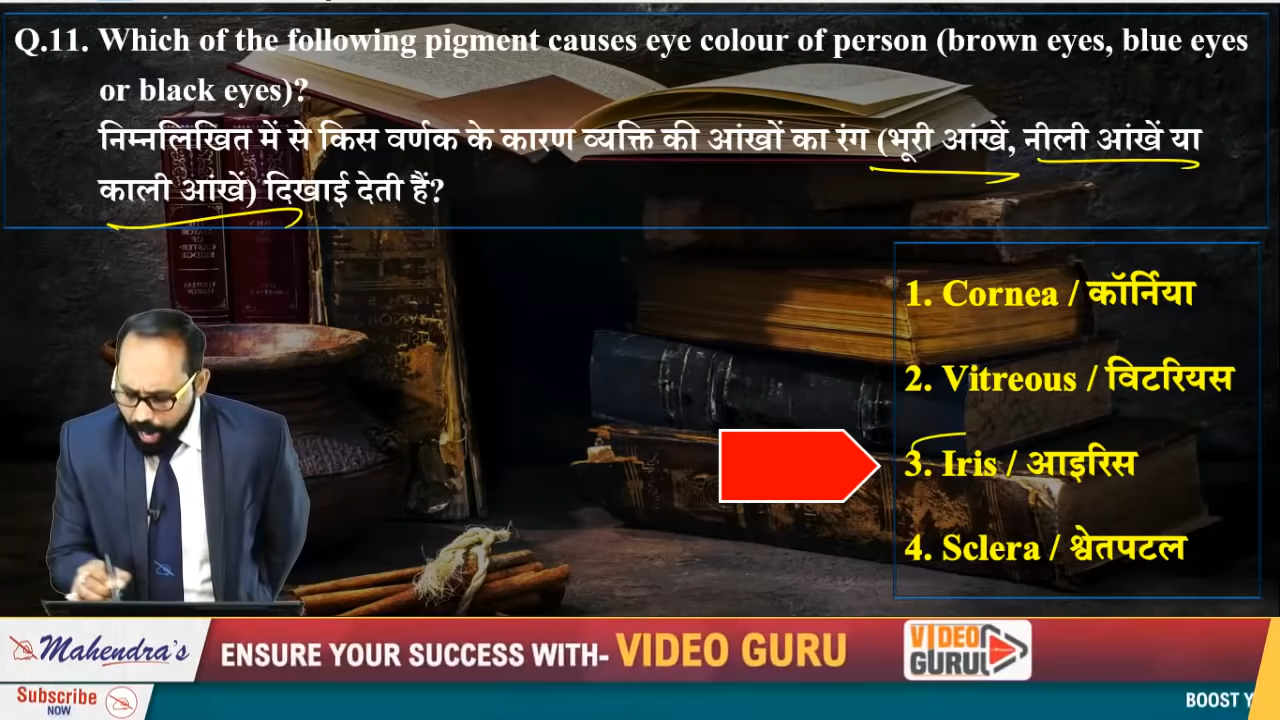 Q.11. Which of the following pigment causes eye colour of person (brown eyes, blue eyes
or black eyes)?
निम्नलिखित में से किस वर्णक के कारण व्यक्ति की आंखों का रंग (भूरी आंखें, नीली आंखें या
काली आंखें) दिखाई देती हैं?
1. Cornea / कॉर्निया
2. Vitreous / विटरियस
3. Iris / आइरिस
4. Sclera / श्वेतपटल
Mahendra's
ENSURE YOUR SUCCESS WITH- VIDEO GURU
VIDEO
GURU
Subscribe
NOW
BOOST Y